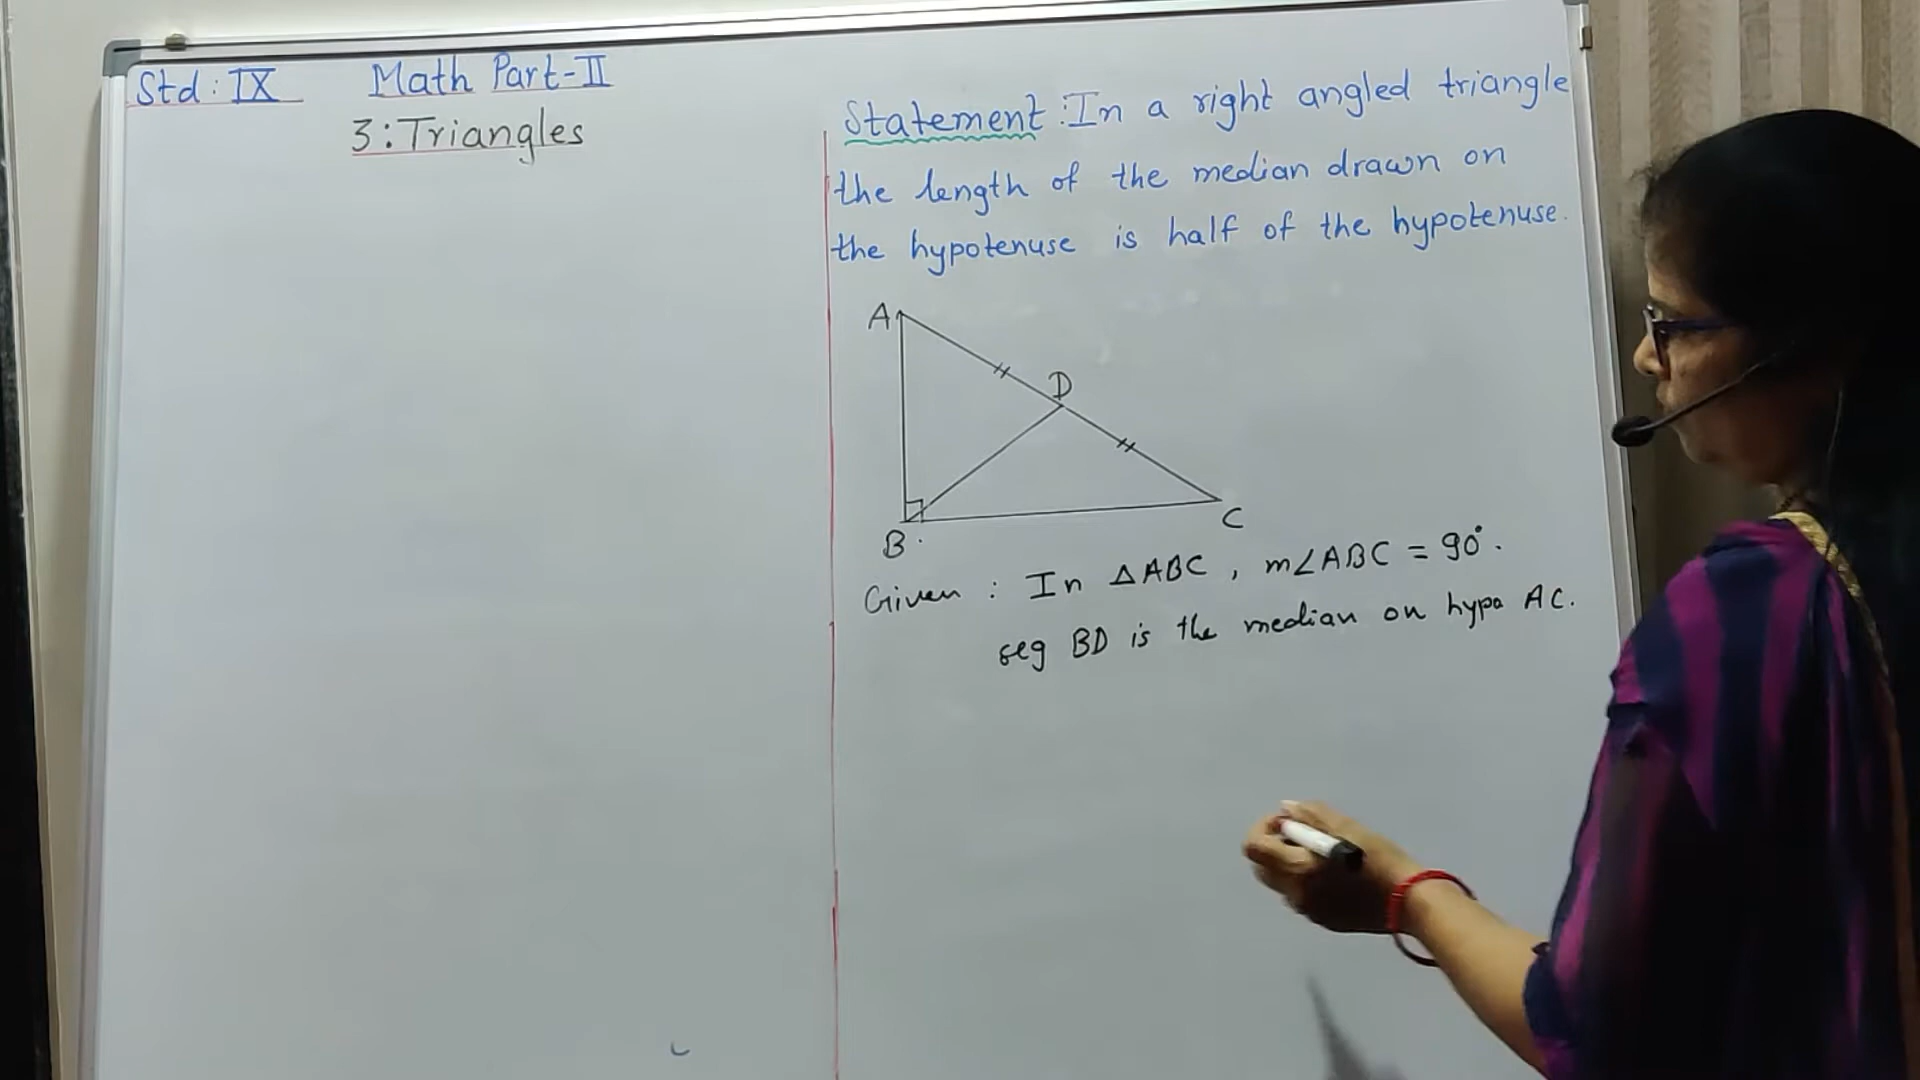 Std: IX Math Part-II
3: Triangles
Statement: In a right angled triangle
the length of the median drawn on
the hypotenuse is half of the hypotenuse.
A
D
B
C
Given : In △ABC, m∠ABC = 90°.
seg BD is the median on hypo AC.